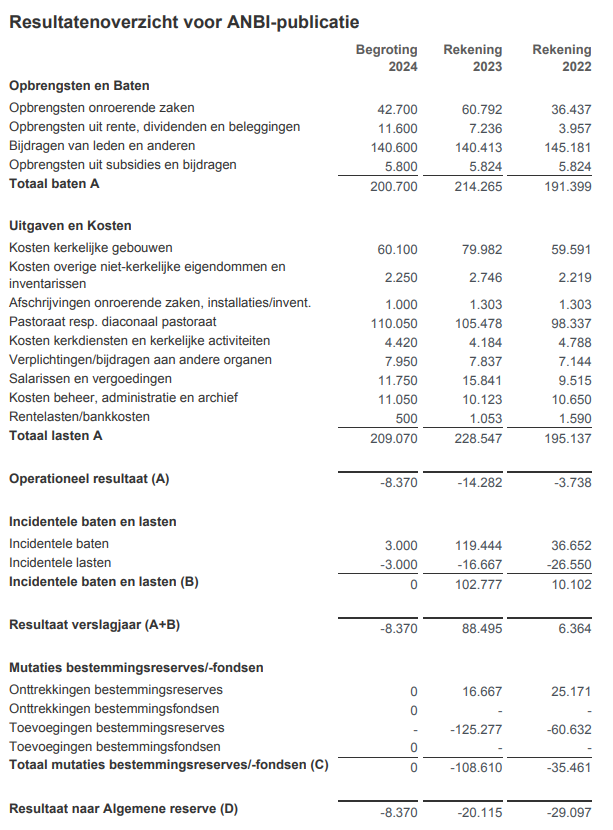 Resultatenoverzicht voor ANBI-publicatie
Begroting Rekening Rekening
2024 2023 2022
Opbrengsten en Baten
Opbrengsten onroerende zaken 42.700 60.792 36.437
Opbrengsten uit rente, dividenden en beleggingen 11.600 7.236 3.957
Bijdragen van leden en anderen 140.600 140.413 145.181
Opbrengsten uit subsidies en bijdragen 5.800 5.824 5.824
Totaal baten A 200.700 214.265 191.399
Uitgaven en Kosten
Kosten kerkelijke gebouwen 60.100 79.982 59.591
Kosten overige niet-kerkelijke eigendommen en
inventarissen 2.250 2.746 2.219
Afschrijvingen onroerende zaken, installaties/invent. 1.000 1.303 1.303
Pastoraat resp. diaconaal pastoraat 110.050 105.478 98.337
Kosten kerkdiensten en kerkelijke activiteiten 4.420 4.184 4.788
Verplichtingen/bijdragen aan andere organen 7.950 7.837 7.144
Salarissen en vergoedingen 11.750 15.841 9.515
Kosten beheer, administratie en archief 11.050 10.123 10.650
Rentelasten/bankkosten 500 1.053 1.590
Totaal lasten A 209.070 228.547 195.137
Operationeel resultaat (A) -8.370 -14.282 -3.738
Incidentele baten en lasten
Incidentele baten 3.000 119.444 36.652
Incidentele lasten -3.000 -16.667 -26.550
Incidentele baten en lasten (B) 0 102.777 10.102
Resultaat verslagjaar (A+B) -8.370 88.495 6.364
Mutaties bestemmingsreserves/-fondsen
Onttrekkingen bestemmingsreserves 0 16.667 25.171
Onttrekkingen bestemmingsfondsen 0 - -
Toevoegingen bestemmingsreserves - -125.277 -60.632
Toevoegingen bestemmingsfondsen 0 - -
Totaal mutaties bestemmingsreserves/-fondsen (C) 0 -108.610 -35.461
Resultaat naar Algemene reserve (D) -8.370 -20.115 -29.097